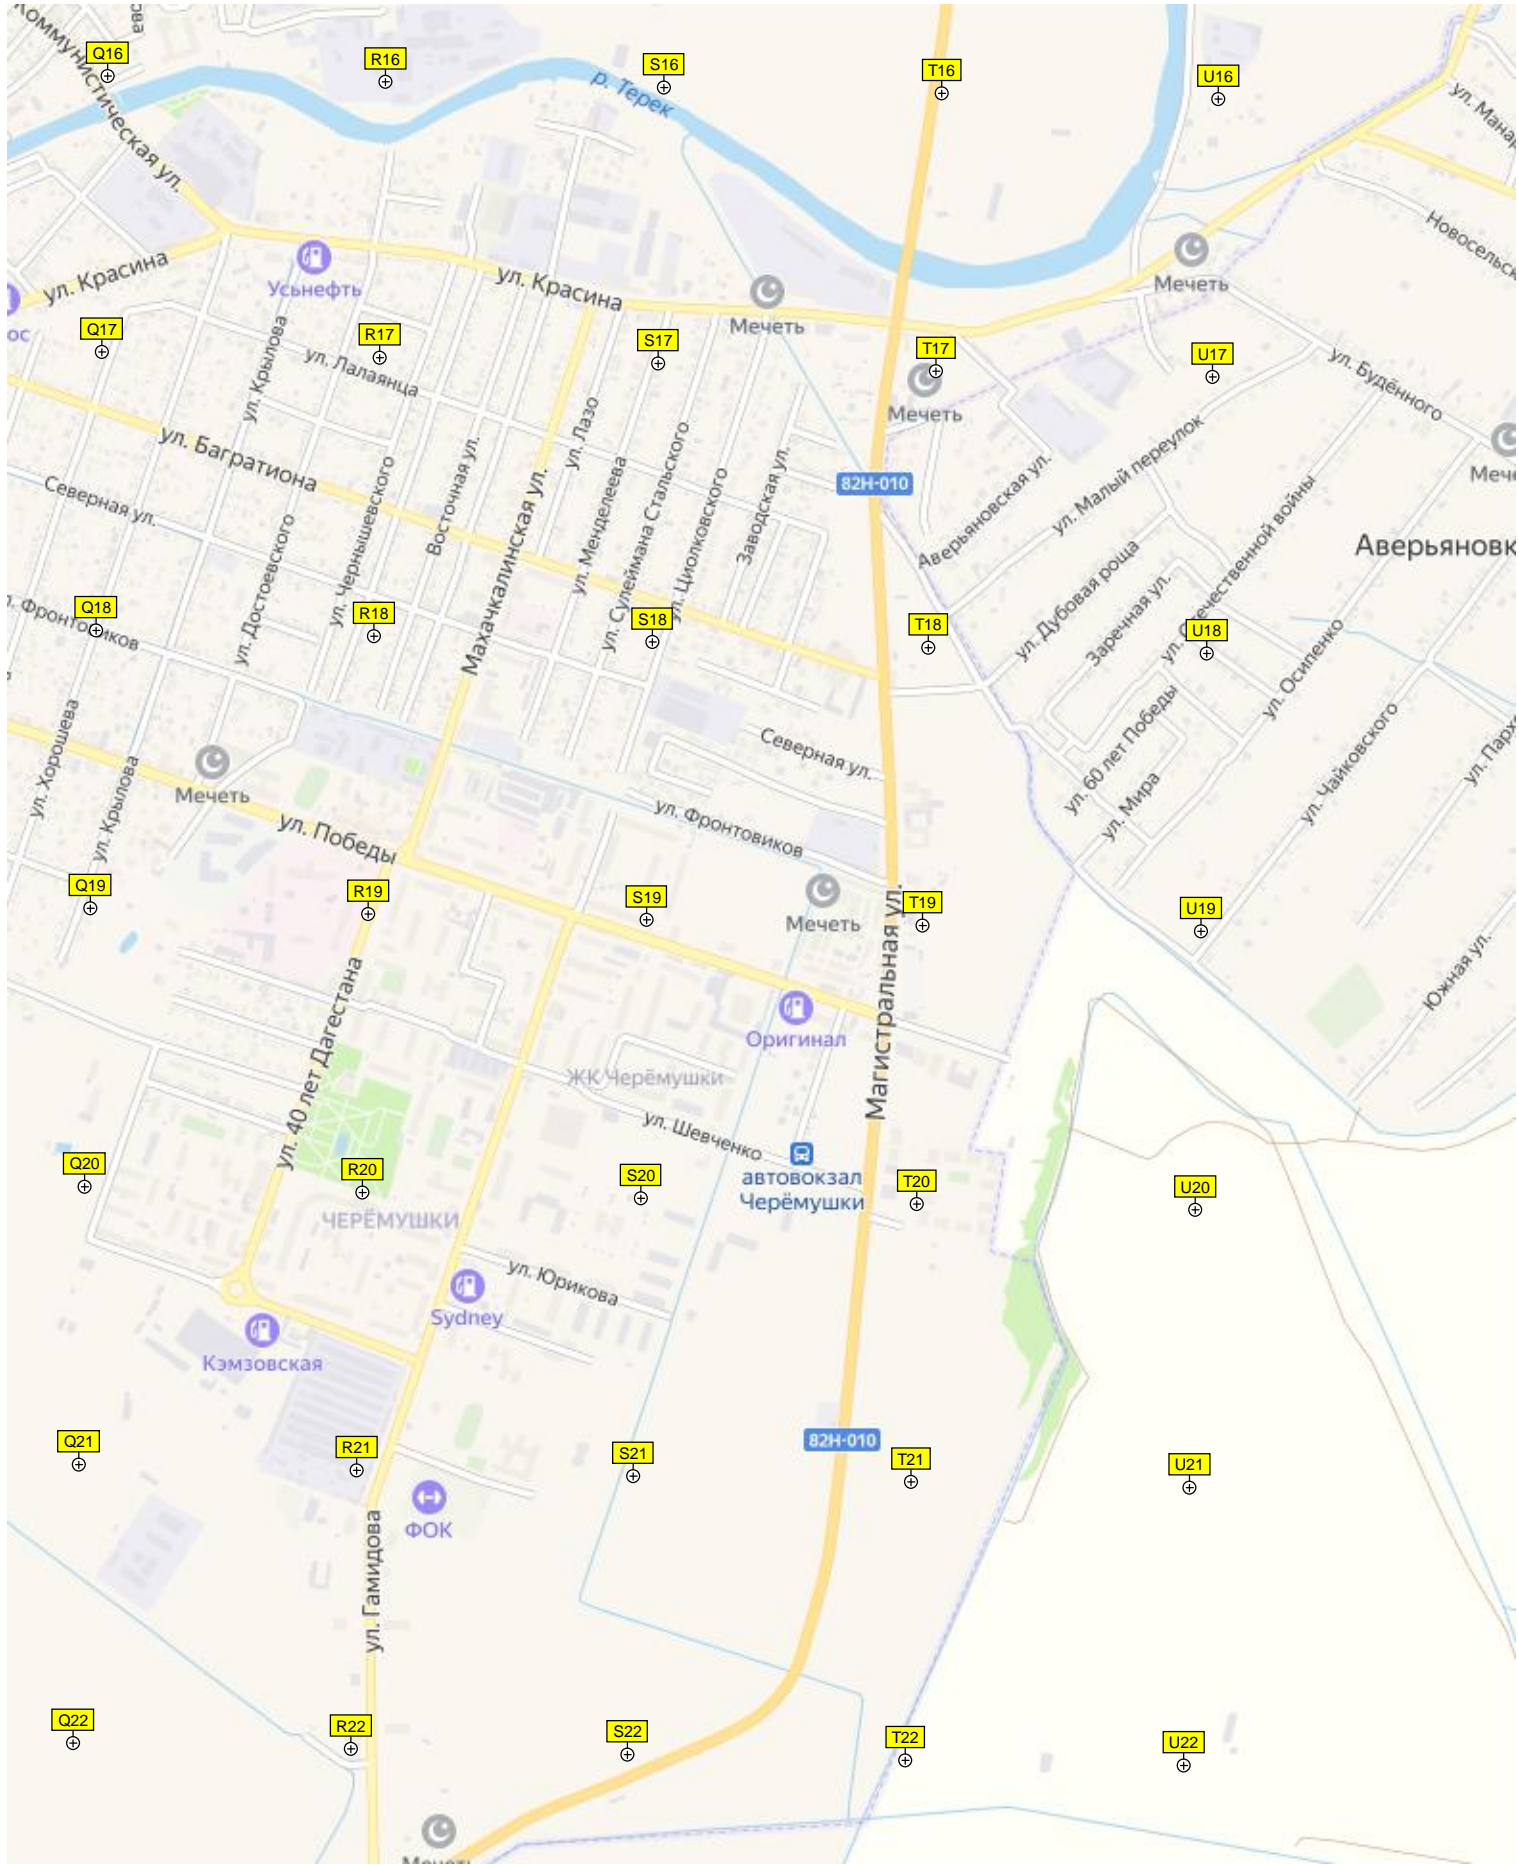 Коммунистическая ул.
Q16
R16
S16
T16
U16
р. Терек
ул. Красина
Усьнефть
ул. Красина
Мечеть
Мечеть
Новосельск
Q17
R17
S17
T17
U17
ул. Крылова
ул. Лалаянца
Мечеть
ул. Будённого
ул. Лазо
ул. Багратиона
Северная ул.
ул. Чернышевского
Восточная ул.
Махачкалинская ул.
ул. Менделеева
ул. Сулеймана Стальского
ул. Циолковского
Заводская ул.
82Н-010
Аверьяновская ул.
ул. Малый переулок
ул. Достоевского
ул. Дубовая роща
Заречная ул.
Аверьяновк
Q18
R18
S18
T18
U18
Фронтовиков
ул. Осипенко
ул. Хорошева
ул. Крылова
Мечеть
Северная ул.
ул. 60 лет Победы
ул. Мира
ул. Чайковского
ул. Победы
ул. Фронтовиков
Q19
R19
S19
T19
U19
Мечеть
Магистральная ул.
Южная ул.
ул. 40 лет Дагестана
Оригинал
ЖК Черёмушки
ул. Шевченко
автовокзал
Черёмушки
Q20
R20
S20
T20
U20
ЧЕРЁМУШКИ
ул. Юрикова
Sydney
Кэмзовская
82Н-010
Q21
R21
S21
T21
U21
ФОК
ул. Гамидова
Q22
R22
S22
T22
U22